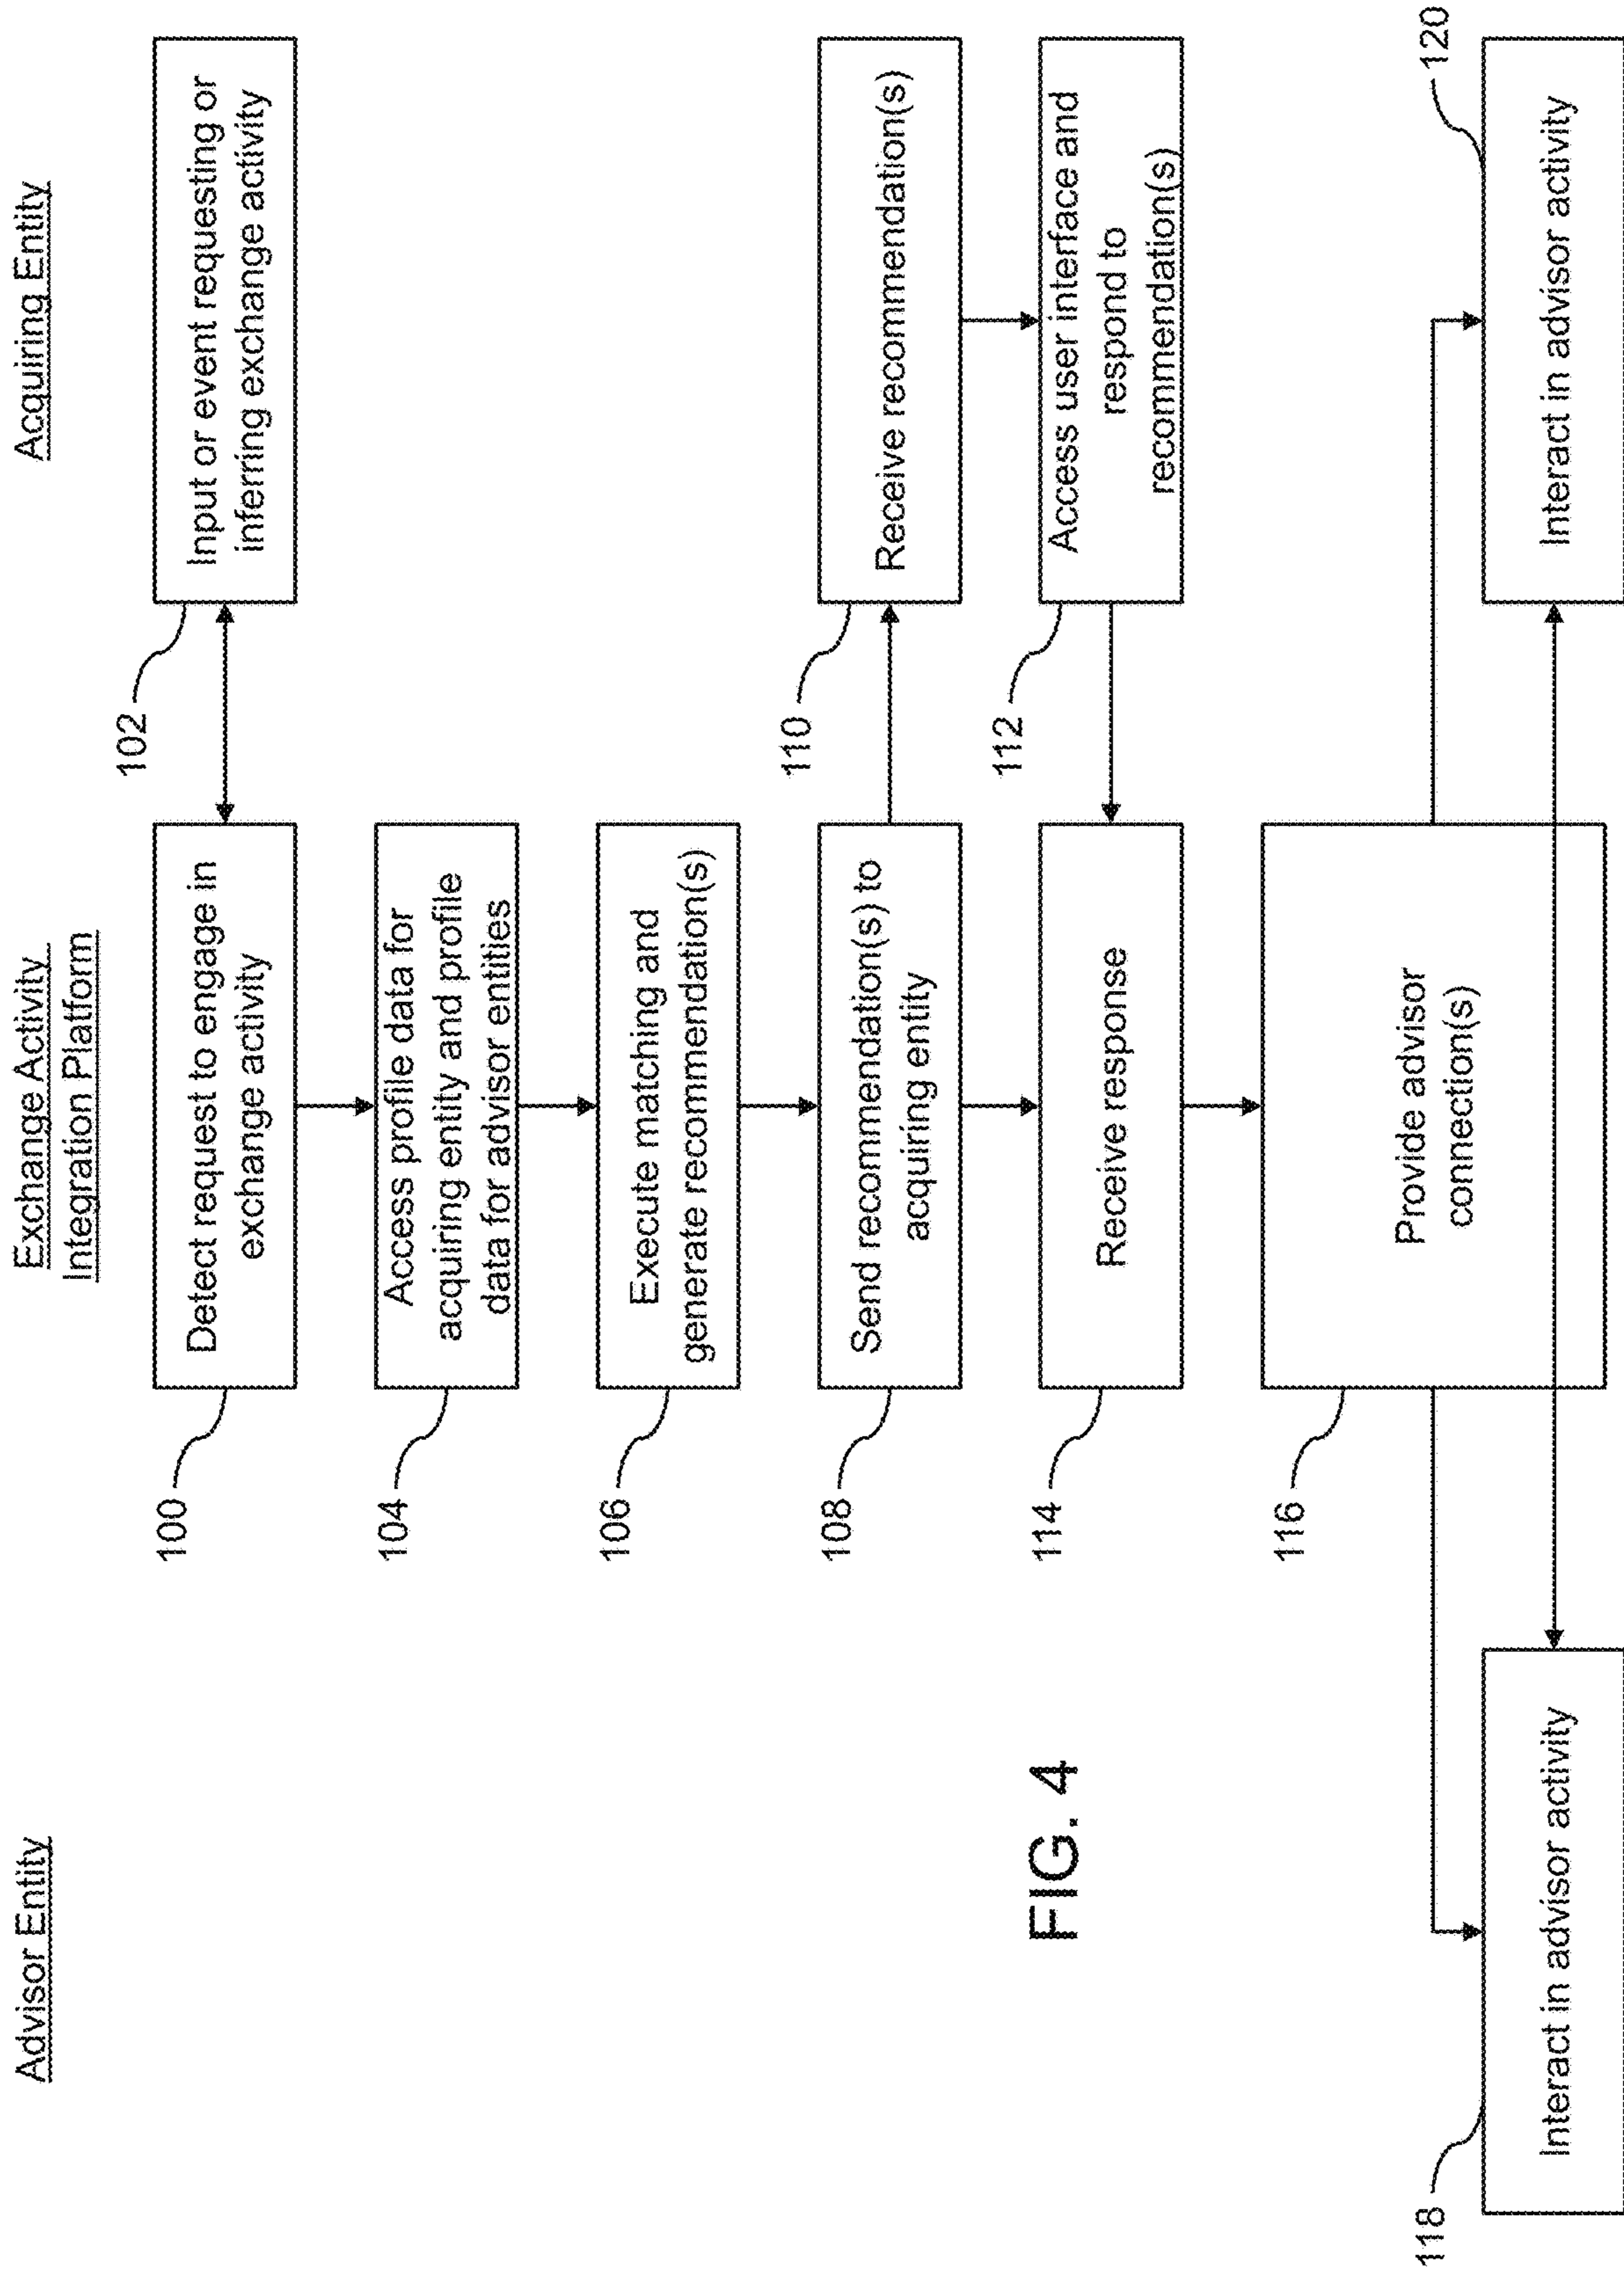 Advisor Entity
Exchange Activity
Integration Platform
Acquiring Entity
100
Detect request to engage in
exchange activity
102
Input or event requesting or
inferring exchange activity
104
Access profile data for
acquiring entity and profile
data for advisor entities
106
Execute matching and
generate recommendation(s)
108
Send recommendation(s) to
acquiring entity
110
Receive recommendation(s)
114
Receive response
112
Access user interface and
respond to
recommendation(s)
116
Provide advisor
connection(s)
118
Interact in advisor activity
120
Interact in advisor activity
FIG. 4